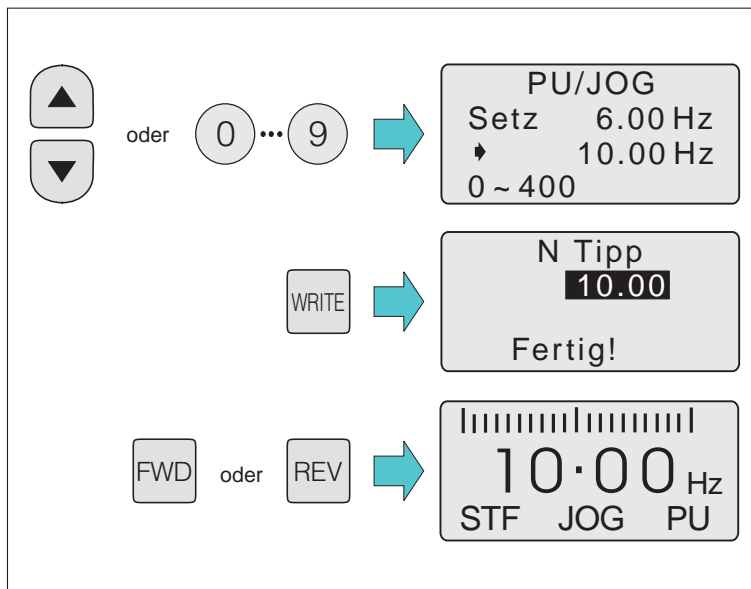 oder 0 ••• 9
PU/JOG
Setz 6.00 Hz
➧ 10.00 Hz
0 ~ 400
WRITE
N Tipp
10.00
Fertig!
FWD oder REV
10·00 Hz
STF JOG PU